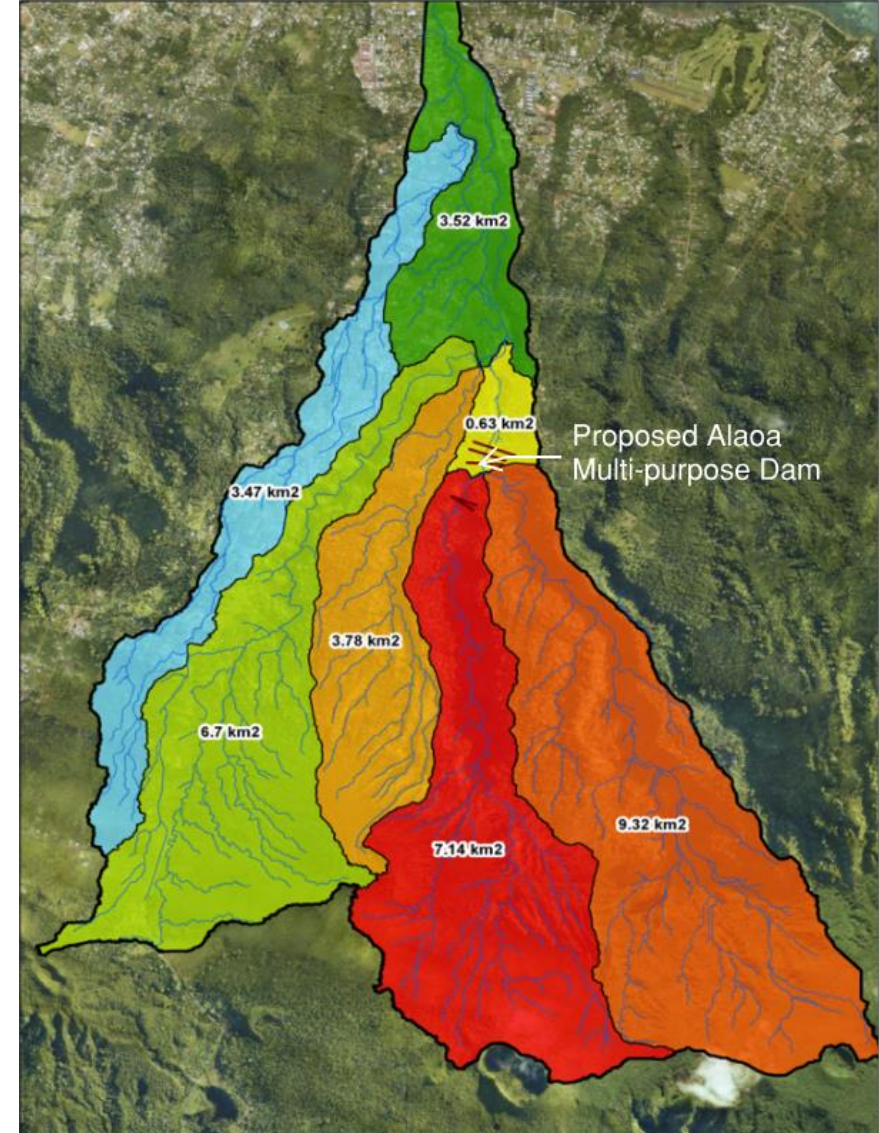 3.52 km2
0.63 km2
Proposed Alaoa
Multi-purpose Dam
3.47 km2
3.78 km2
6.7 km2
9.32 km2
7.14 km2